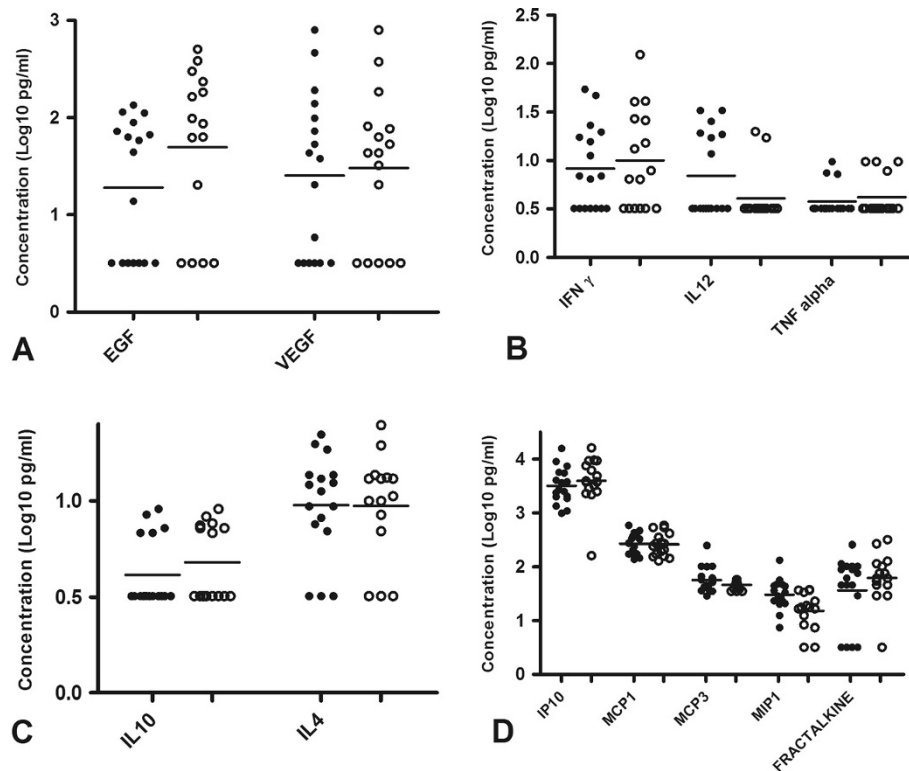 Concentration (Log10 pg/ml)
3
2
1
0
EGF
VEGF
A
Concentration (Log10 pg/ml)
2.5
2.0
1.5
1.0
0.5
0.0
IFN γ
IL12
TNF alpha
B
Concentration (Log10 pg/ml)
1.0
0.5
0.0
IL10
IL4
C
Concentration (Log10 pg/ml)
4
3
2
1
0
IP10
MCP1
MCP3
MIP1
FRACTALKINE
D